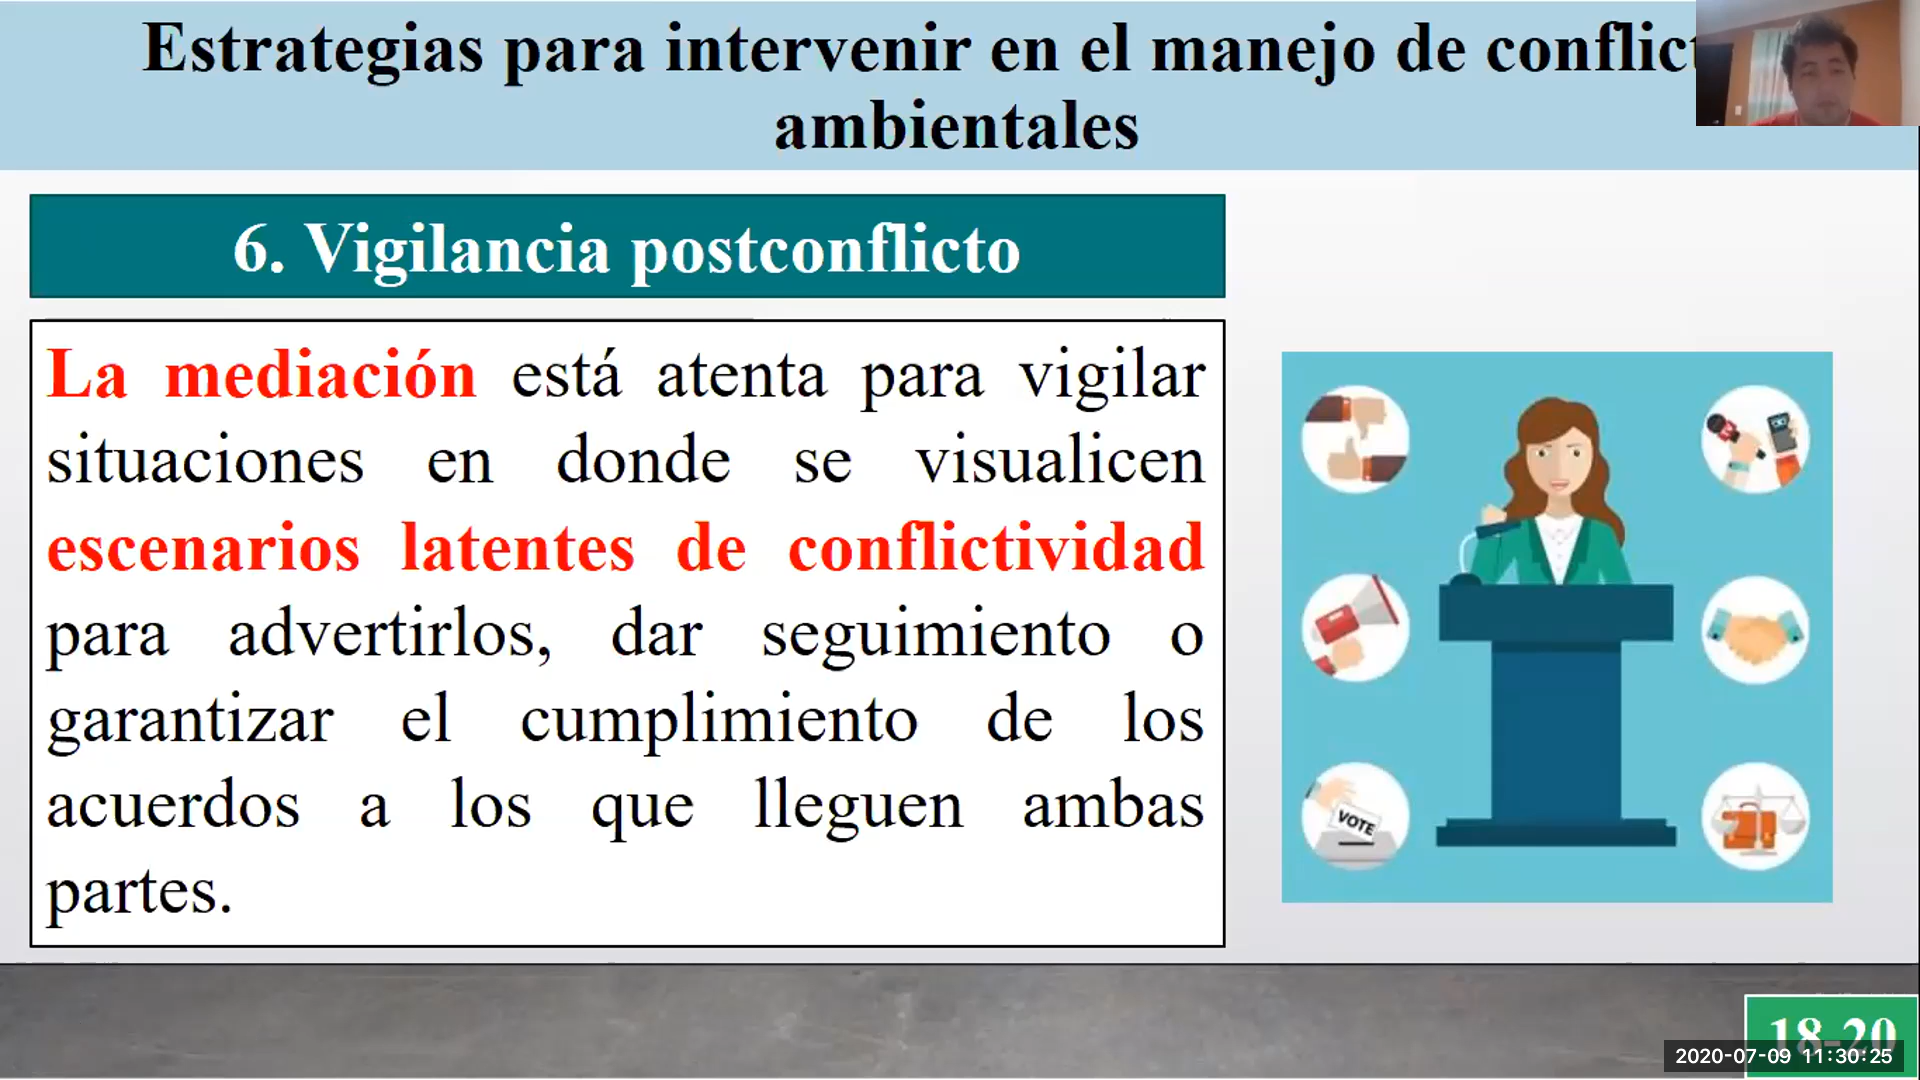 Estrategias para intervenir en el manejo de
ambientales
6. Vigilancia postconflicto
La mediación está atenta para vigilar
situaciones en donde se visualicen
escenarios latentes de conflictividad
para advertirlos, dar seguimiento o
garantizar el cumplimiento de los
acuerdos a los que lleguen ambas
partes.
VOTE
18-20
2020-07-09 11:30:25